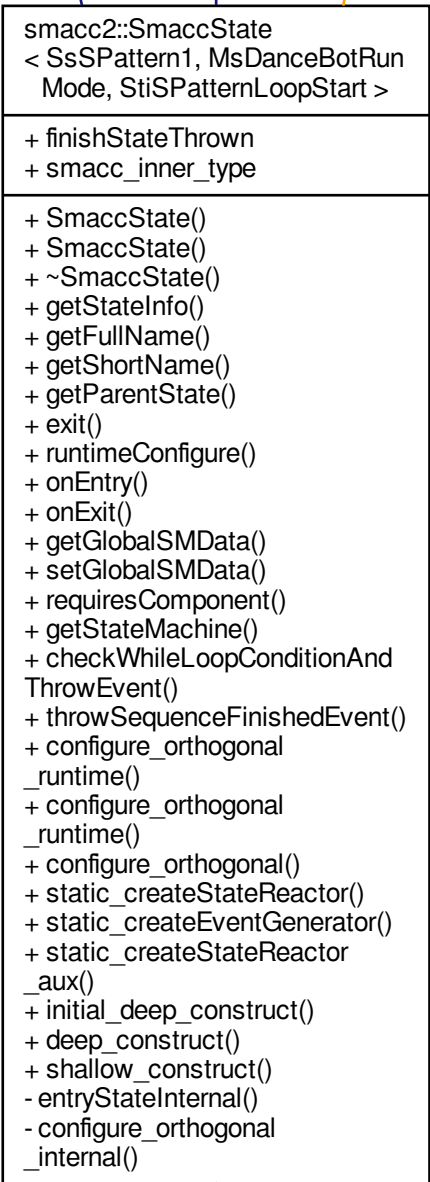 smacc2::SmaccState
< SsSPattern1, MsDanceBotRun
Mode, StiSPatternLoopStart >
+ finishStateThrown
+ smacc_inner_type
+ SmaccState()
+ SmaccState()
+ ~SmaccState()
+ getStateInfo()
+ getFullName()
+ getShortName()
+ getParentState()
+ exit()
+ runtimeConfigure()
+ onEntry()
+ onExit()
+ getGlobalSMData()
+ setGlobalSMData()
+ requiresComponent()
+ getStateMachine()
+ checkWhileLoopConditionAnd
ThrowEvent()
+ throwSequenceFinishedEvent()
+ configure_orthogonal
_runtime()
+ configure_orthogonal
_runtime()
+ configure_orthogonal()
+ static_createStateReactor()
+ static_createEventGenerator()
+ static_createStateReactor
_aux()
+ initial_deep_construct()
+ deep_construct()
+ shallow_construct()
- entryStateInternal()
- configure_orthogonal
_internal()